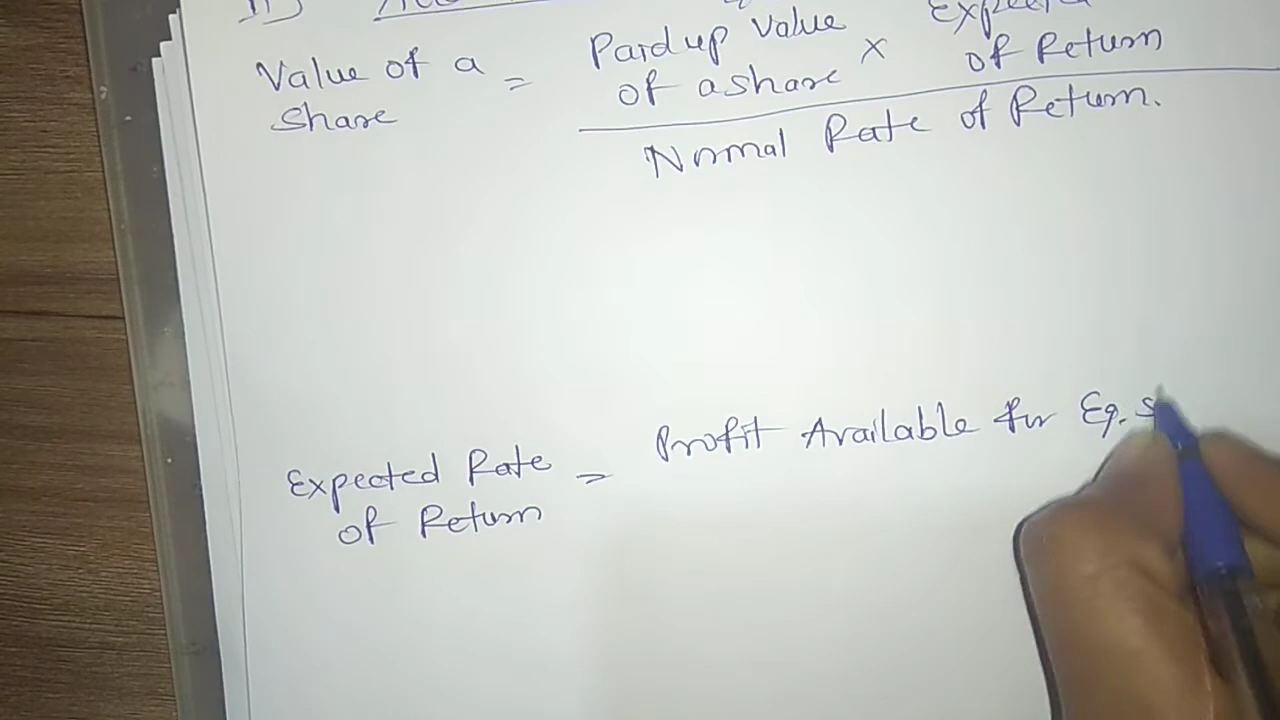 II)
Value of a share = Paid up Value of a share × of Return
Normal Rate of Return.
Expected Rate of Return = Profit Available for Eq. S